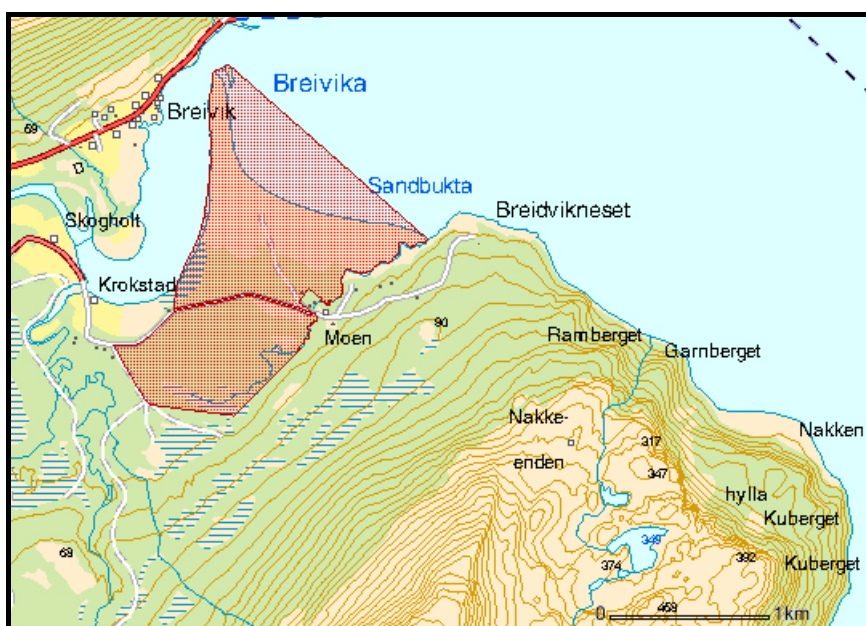 Breivika
69
Breivik
Sandbukta
Breidvikneset
Skogholt
Krokstad
Moen
90
Ramberget
Garnberget
Nakke-
enden
317
347
Nakken
hylla
Kuberget
349
392
374
Kuberget
68
459
0
1km